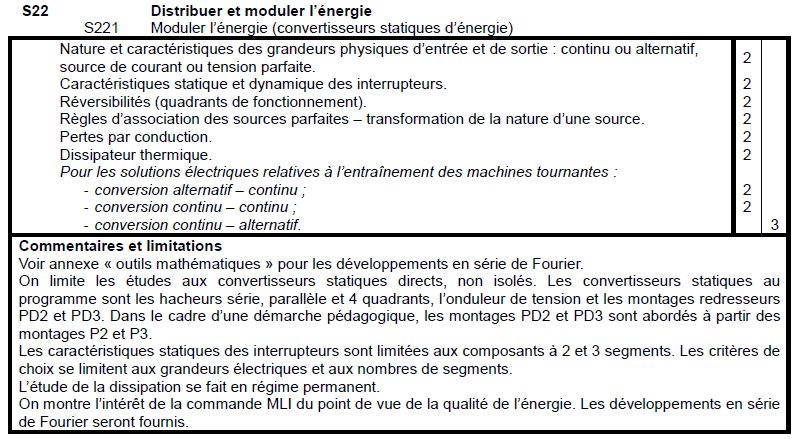 S22 Distribuer et moduler l’énergie
S221 Moduler l’énergie (convertisseurs statiques d’énergie)
Nature et caractéristiques des grandeurs physiques d’entrée et de sortie : continu ou alternatif,
source de courant ou tension parfaite. 2
Caractéristiques statique et dynamique des interrupteurs. 2
Réversibilités (quadrants de fonctionnement). 2
Règles d’association des sources parfaites – transformation de la nature d’une source. 2
Pertes par conduction. 2
Dissipateur thermique. 2
Pour les solutions électriques relatives à l’entraînement des machines tournantes :
- conversion alternatif – continu ; 2
- conversion continu – continu ; 2
- conversion continu – alternatif. 3
Commentaires et limitations
Voir annexe « outils mathématiques » pour les développements en série de Fourier.
On limite les études aux convertisseurs statiques directs, non isolés. Les convertisseurs statiques au
programme sont les hacheurs série, parallèle et 4 quadrants, l’onduleur de tension et les montages redresseurs
PD2 et PD3. Dans le cadre d’une démarche pédagogique, les montages PD2 et PD3 sont abordés à partir des
montages P2 et P3.
Les caractéristiques statiques des interrupteurs sont limitées aux composants à 2 et 3 segments. Les critères de
choix se limitent aux grandeurs électriques et aux nombres de segments.
L’étude de la dissipation se fait en régime permanent.
On montre l’intérêt de la commande MLI du point de vue de la qualité de l’énergie. Les développements en série
de Fourier seront fournis.